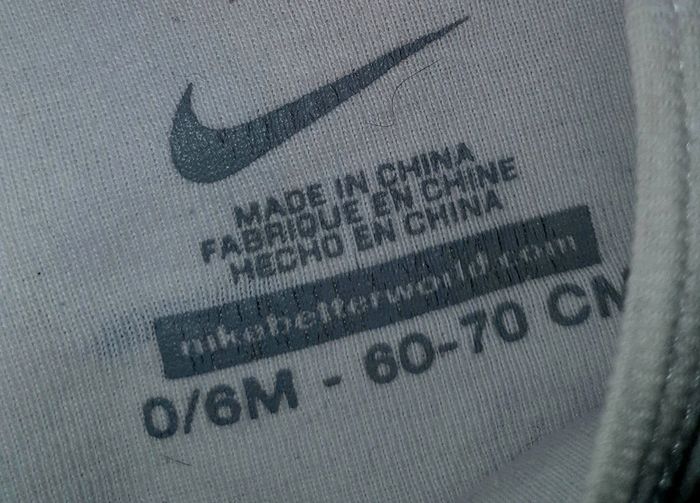 MADE IN CHINA
FABRIQUE EN CHINE
HECHO EN CHINA
nikebetterworld.com
0/6M - 60-70 CM